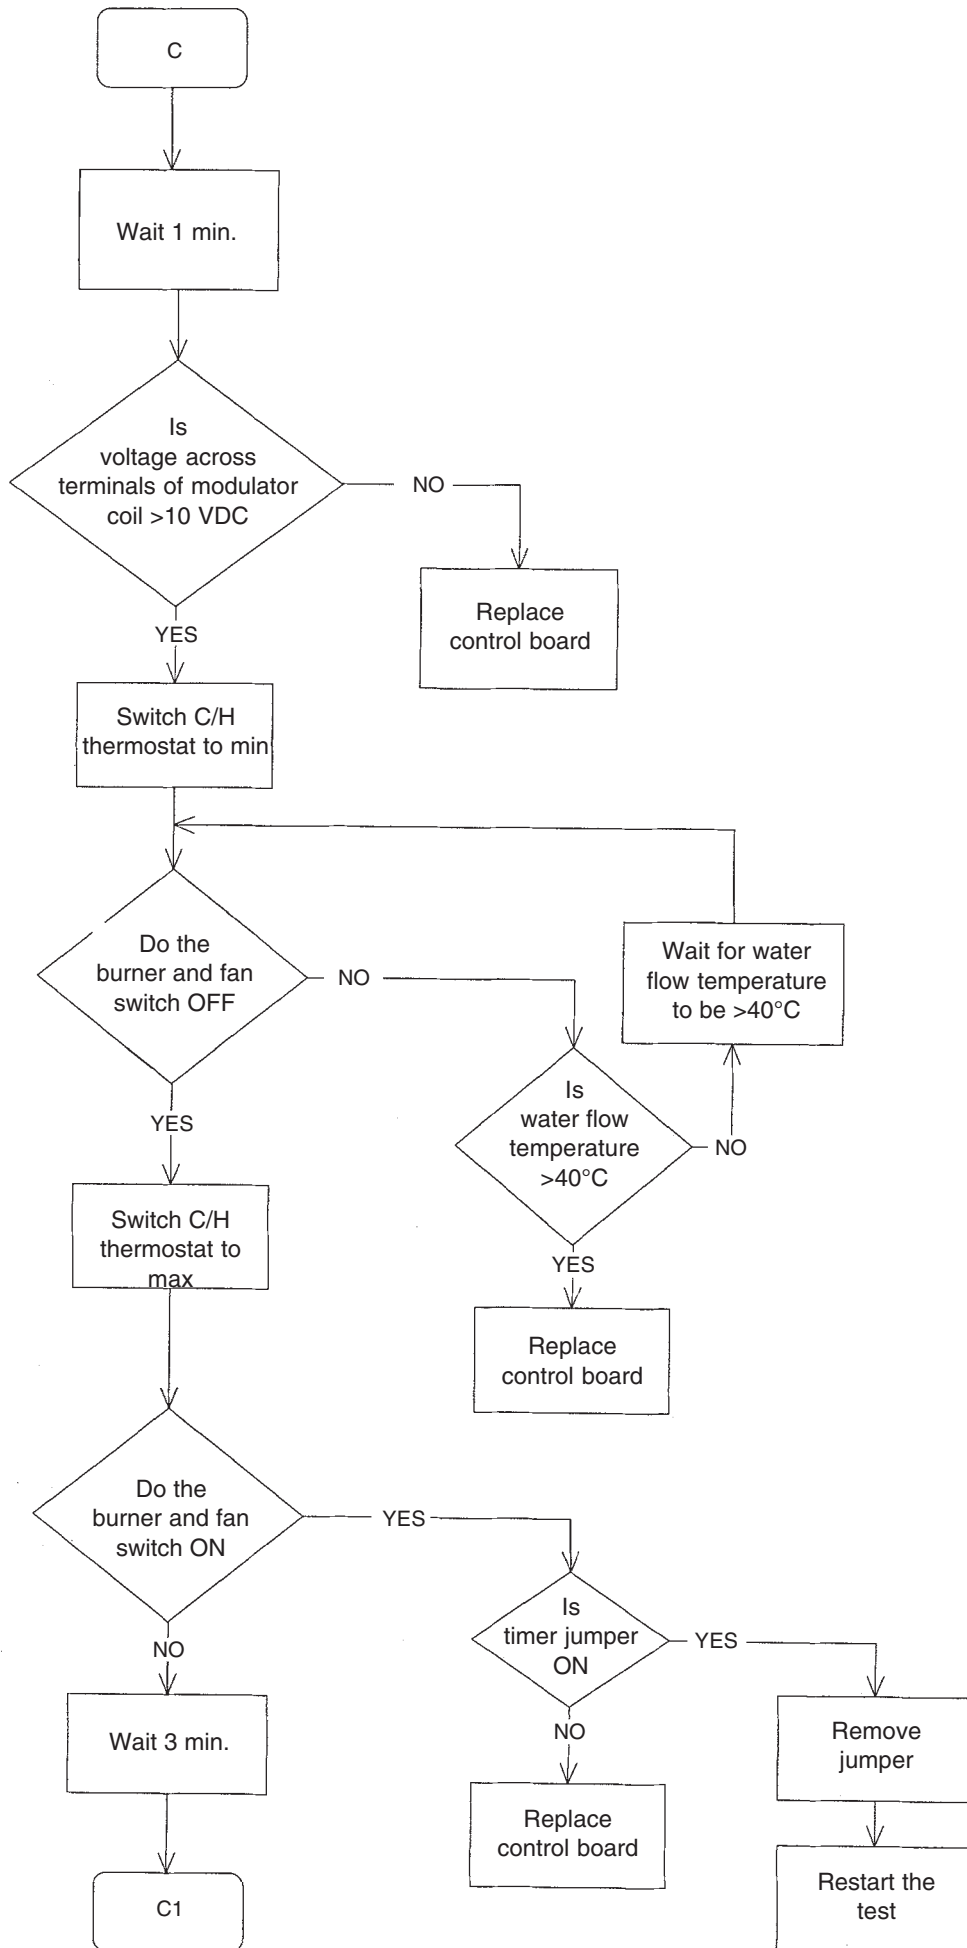 C
Wait 1 min.
Is
voltage across
terminals of modulator
coil >10 VDC
NO
Replace
control board
YES
Switch C/H
thermostat to min
Do the
burner and fan
switch OFF
NO
Wait for water
flow temperature
to be >40°C
Is
water flow
temperature
>40°C
NO
YES
Replace
control board
YES
Switch C/H
thermostat to
max
Do the
burner and fan
switch ON
YES
Is
timer jumper
ON
YES
Remove
jumper
Restart the
test
NO
Replace
control board
NO
Wait 3 min.
C1